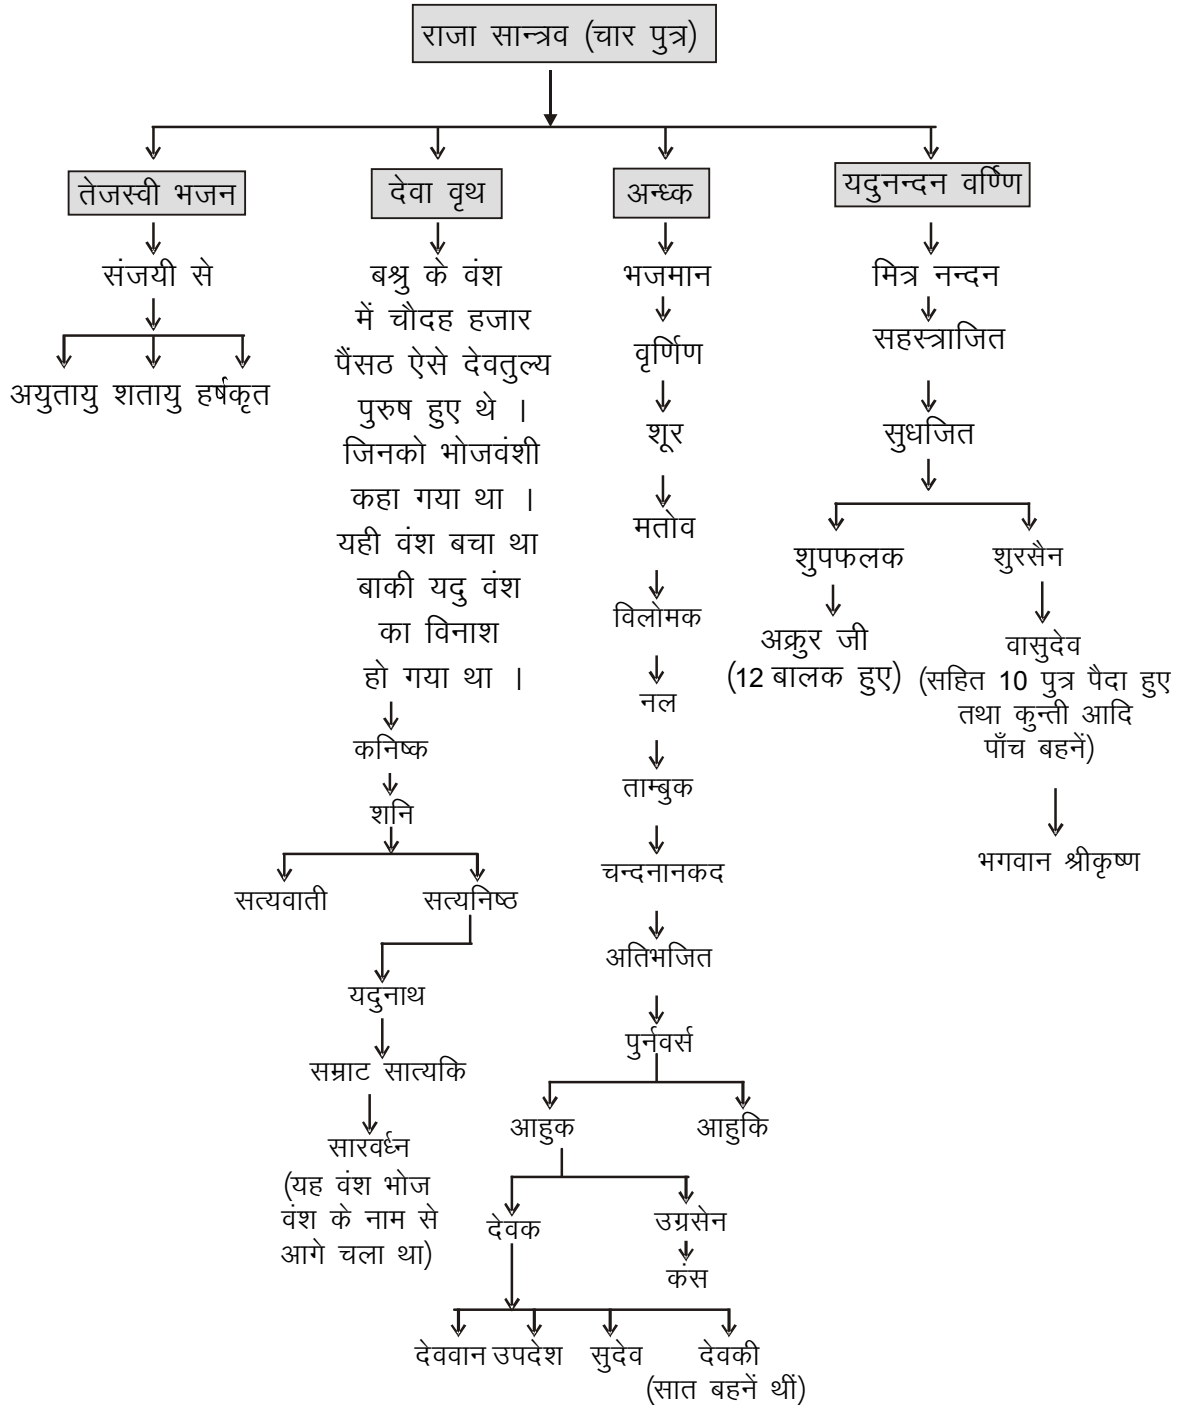 राजा सान्त्रव (चार पुत्र)
तेजस्वी भजन
संजयी से
अयुतायु शतायु हर्षकृत
देवा वृथ
बश्रु के वंश
में चौदह हजार
पैंसठ ऐसे देवतुल्य
पुरुष हुए थे ।
जिनको भोजवंशी
कहा गया था ।
यही वंश बचा था
बाकी यदु वंश
का विनाश
हो गया था ।
कनिष्क
शनि
सत्यवाती
सत्यनिष्ठ
यदुनाथ
सम्राट सात्यकि
सारवर्ध्न
(यह वंश भोज
वंश के नाम से
आगे चला था)
अन्ध्क
भजमान
वृर्णिण
शूर
मतोव
विलोमक
नल
ताम्बुक
चन्दनानकद
अतिभजित
पुर्नवर्स
आहुक
आहुकि
देवक
उग्रसेन
कंस
देववान उपदेश सुदेव देवकी
(सात बहनें थीं)
यदुनन्दन वर्ण्णि
मित्र नन्दन
सहस्त्राजित
सुधजित
शुपफलक
अक्रुर जी
(12 बालक हुए)
शुरसैन
वासुदेव
(सहित 10 पुत्र पैदा हुए
तथा कुन्ती आदि
पाँच बहनें)
भगवान श्रीकृष्ण